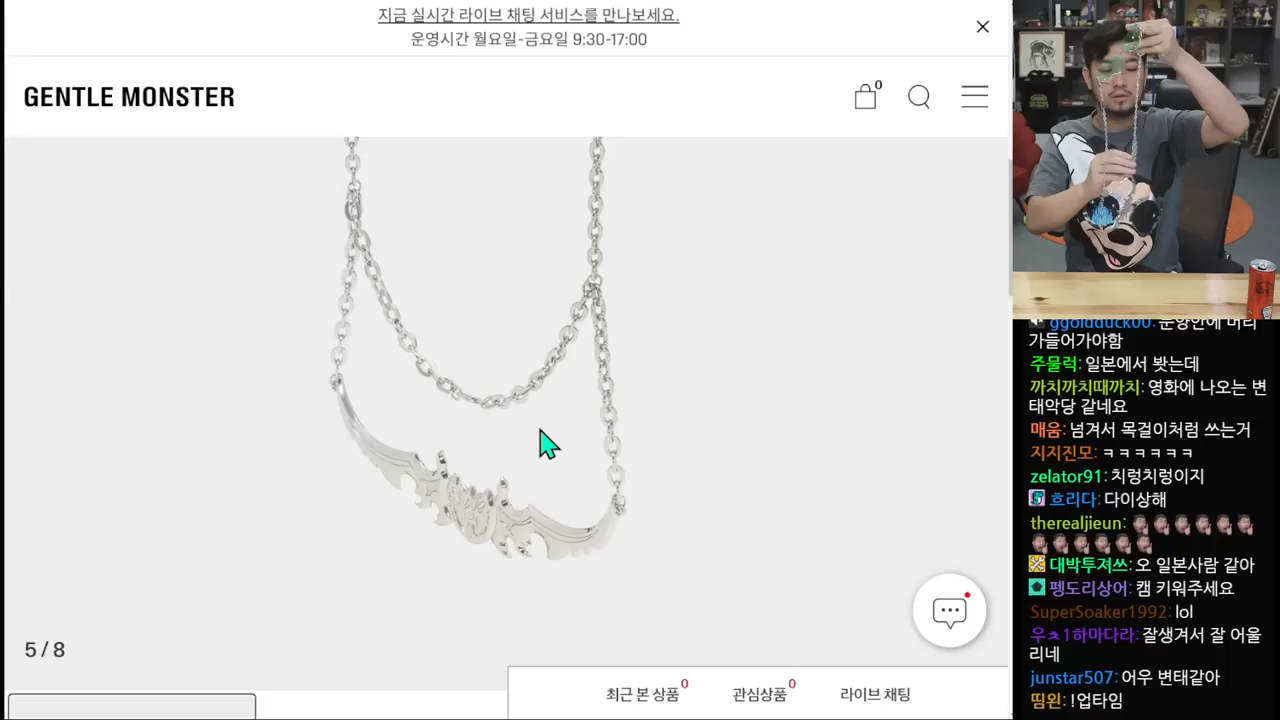 지금 실시간 라이브 채팅 서비스를 만나보세요.
운영시간 월요일-금요일 9:30-17:00
GENTLE MONSTER
0
5 / 8
최근 본 상품 0
관심상품 0
라이브 채팅
ggoldduck00: 문양안에 머리
가들어가야함
주물럭: 일본에서 봣는데
까치까치때까치: 영화에 나오는 변
태악당 같네요
매움: 넘겨서 목걸이처럼 쓰는거
지지진모: ㅋㅋㅋㅋㅋㅋ
zelator91: 치렁치렁이지
흐리다: 다이상해
therealjieun:
대박투져쓰: 오 일본사람 같아
펭도리상어: 캠 키워주세요
SuperSoaker1992: lol
우ㅊ1하마다라: 잘생겨서 잘 어울
리네
junstar507: 어우 변태같아
띰왼: !업타임